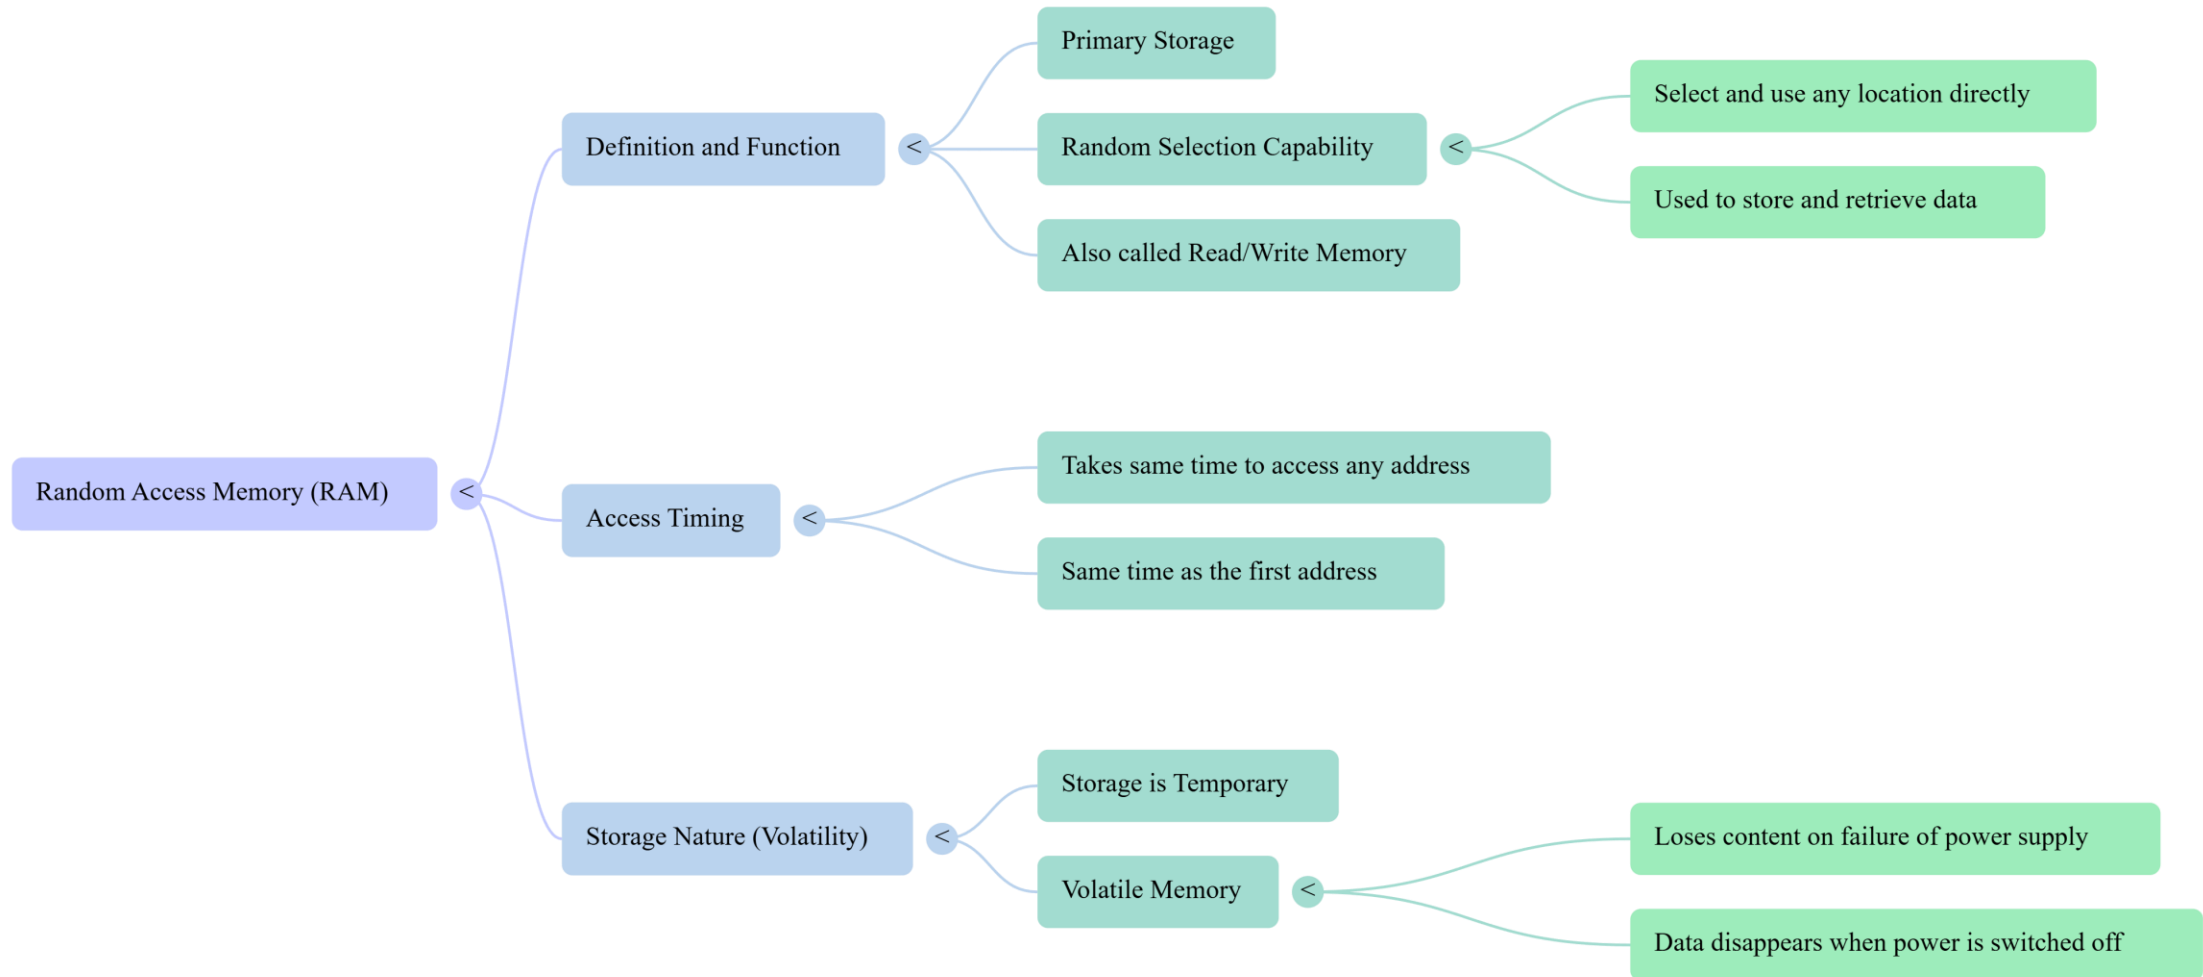 Random Access Memory (RAM)
<
Definition and Function
<
Primary Storage
Random Selection Capability
<
Select and use any location directly
Used to store and retrieve data
Also called Read/Write Memory
Access Timing
<
Takes same time to access any address
Same time as the first address
Storage Nature (Volatility)
<
Storage is Temporary
Volatile Memory
<
Loses content on failure of power supply
Data disappears when power is switched off